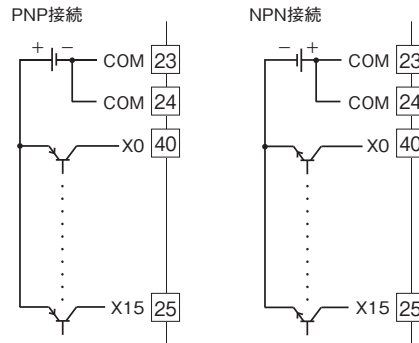 PNP接続
+ −
COM 23
COM 24
X0 40
X15 25
NPN接続
− +
COM 23
COM 24
X0 40
X15 25